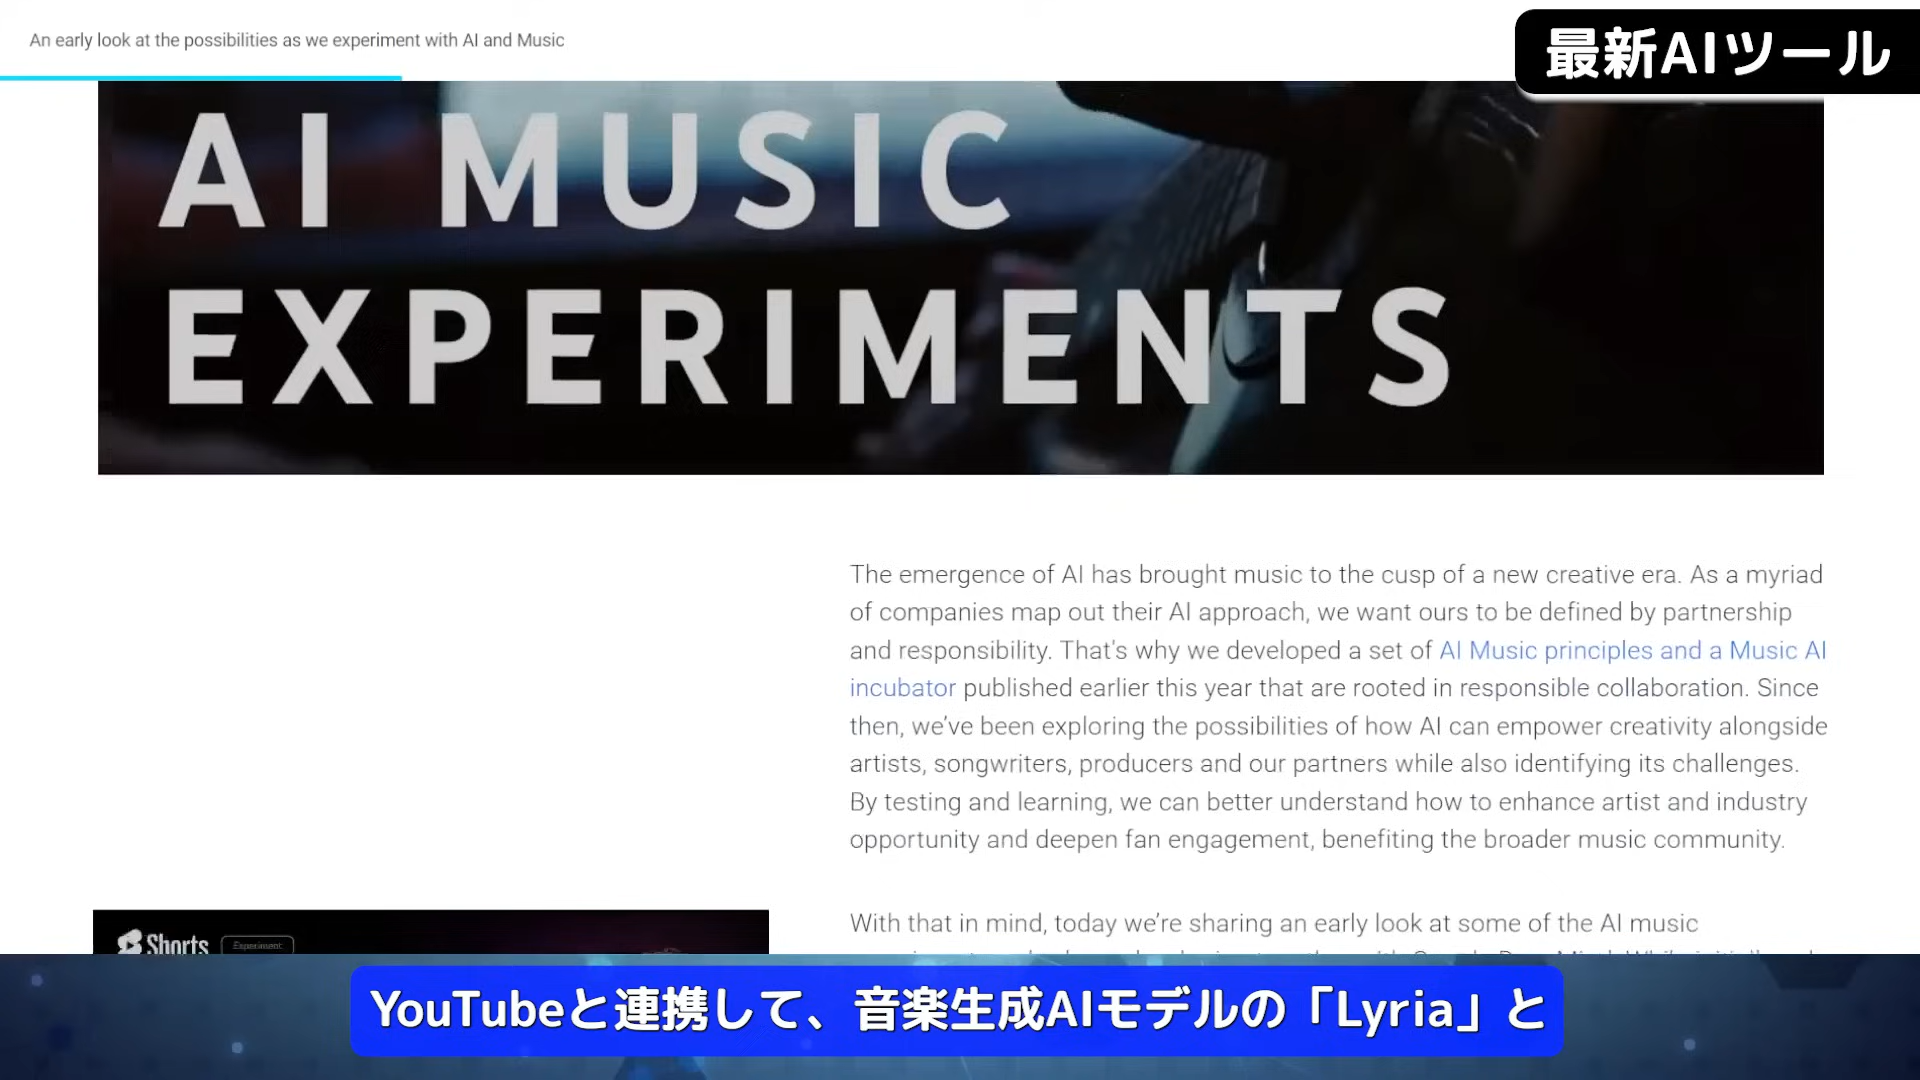 An early look at the possibilities as we experiment with AI and Music
最新AIツール
AI MUSIC
EXPERIMENTS
The emergence of AI has brought music to the cusp of a new creative era. As a myriad
of companies map out their AI approach, we want ours to be defined by partnership
and responsibility. That's why we developed a set of AI Music principles and a Music AI
incubator published earlier this year that are rooted in responsible collaboration. Since
then, we’ve been exploring the possibilities of how AI can empower creativity alongside
artists, songwriters, producers and our partners while also identifying its challenges.
By testing and learning, we can better understand how to enhance artist and industry
opportunity and deepen fan engagement, benefiting the broader music community.
With that in mind, today we’re sharing an early look at some of the AI music
Shorts
Experiment
YouTubeと連携して、音楽生成AIモデルの「Lyria」と